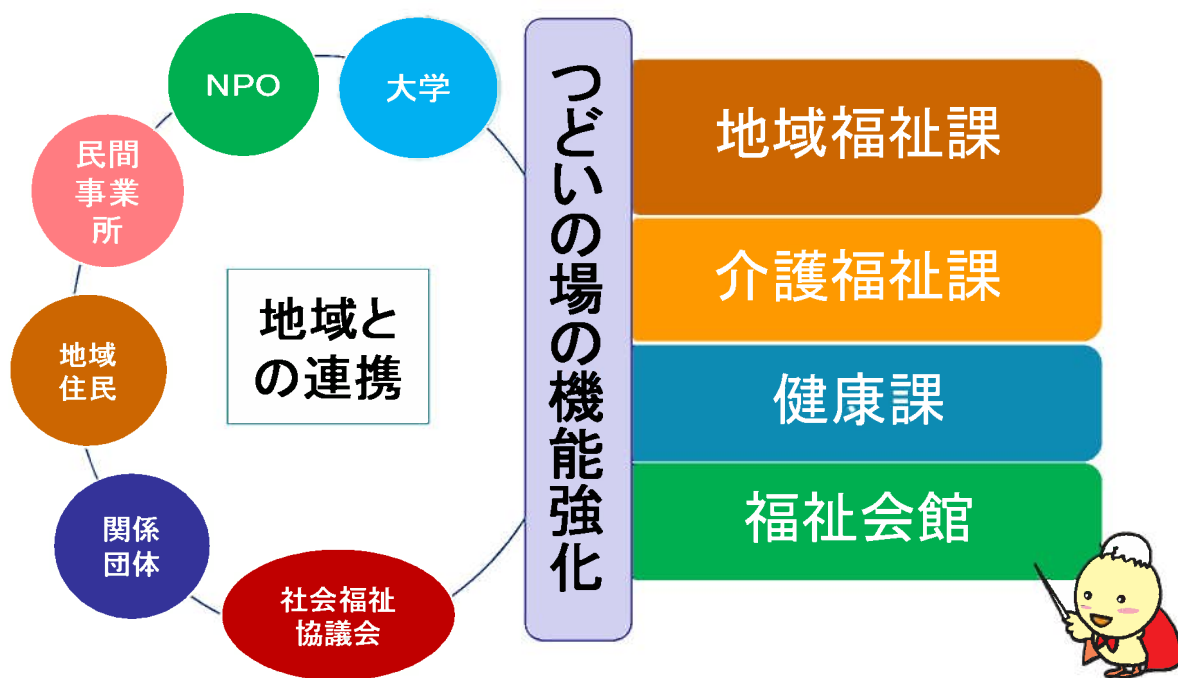 NPO
大学
民間
事業
所
地域
住民
関係
団体
社会福祉
協議会
地域と
の連携
つどいの場の機能強化
地域福祉課
介護福祉課
健康課
福祉会館